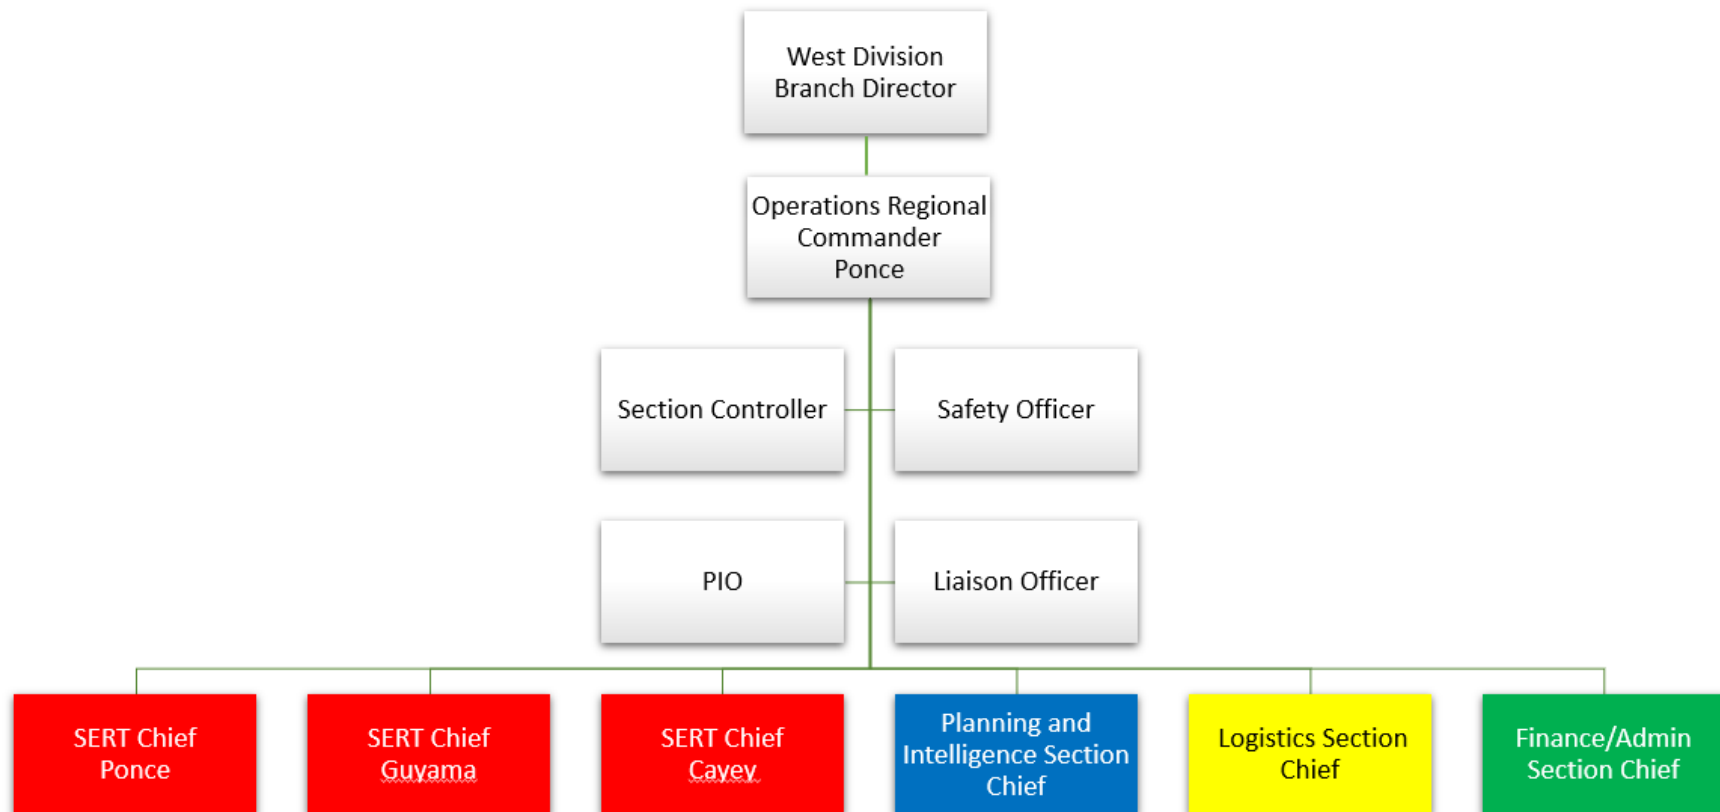 West Division
Branch Director
Operations Regional
Commander
Ponce
Section Controller
Safety Officer
PIO
Liaison Officer
SERT Chief
Ponce
SERT Chief
Guyama
SERT Chief
Cayey
Planning and
Intelligence Section
Chief
Logistics Section
Chief
Finance/Admin
Section Chief